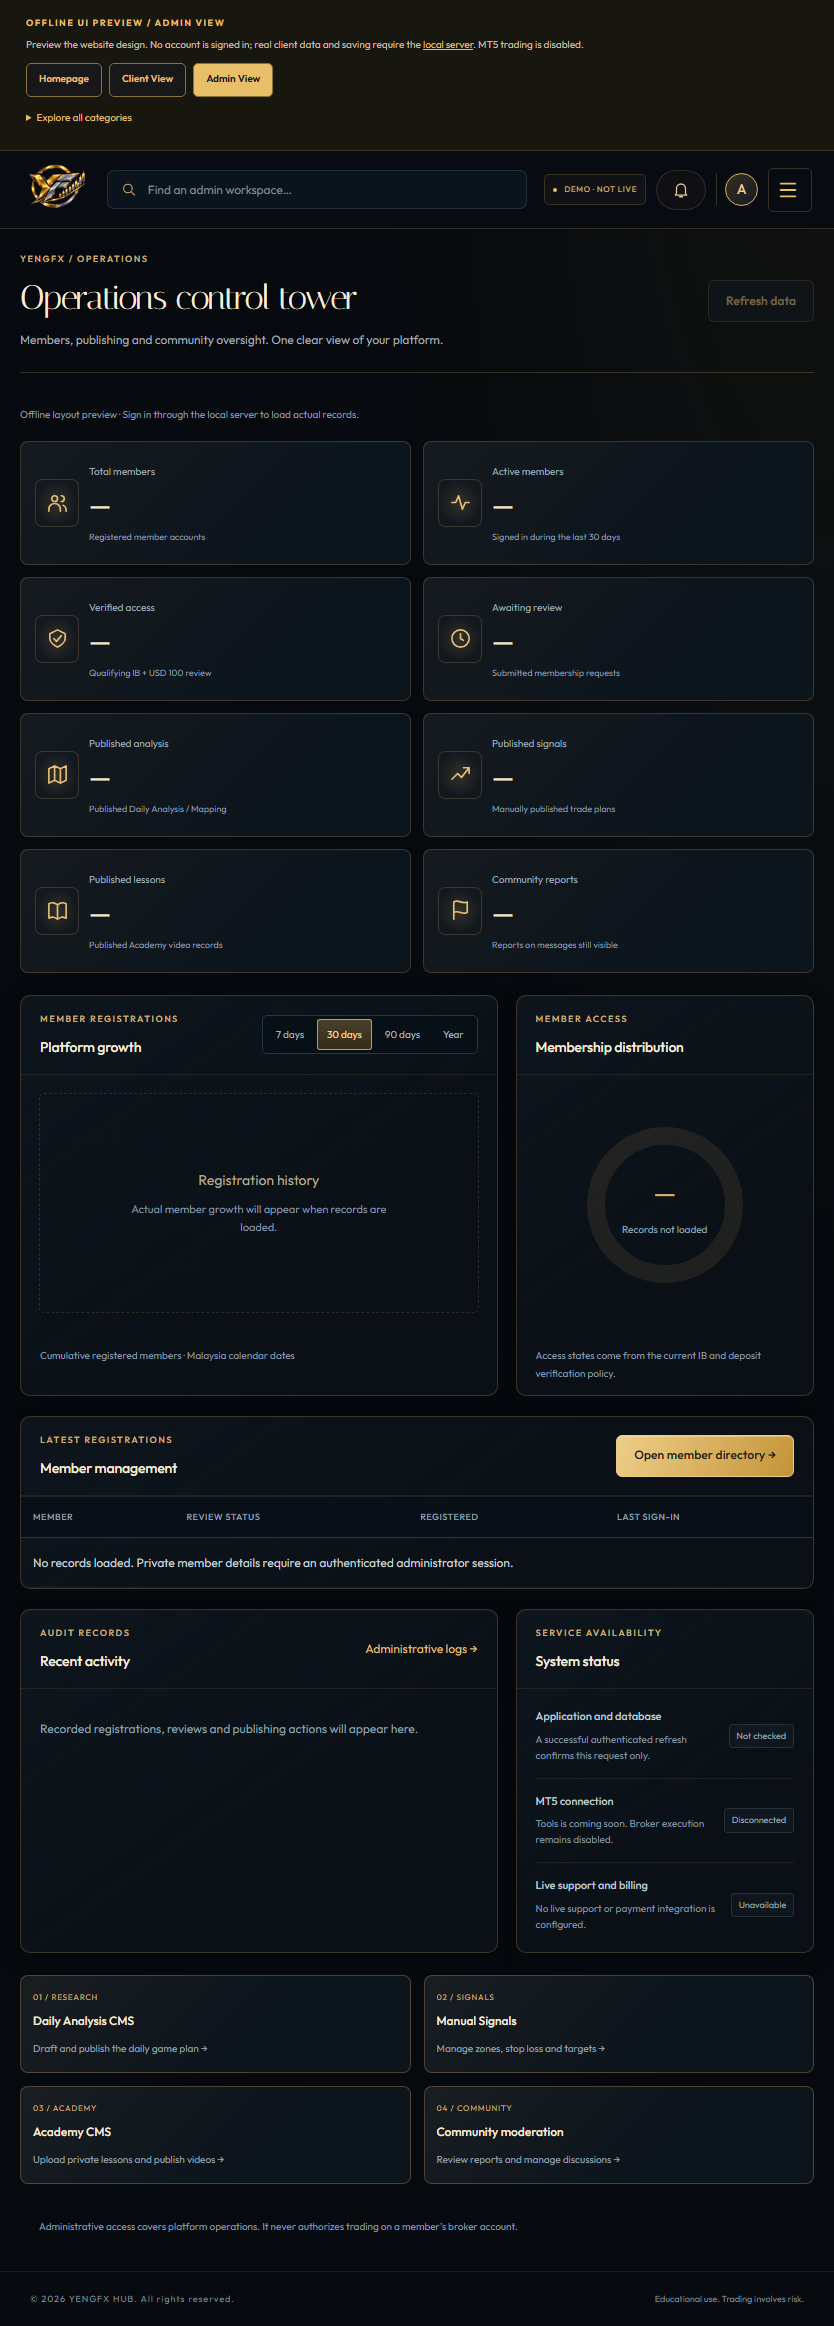 OFFLINE UI PREVIEW / ADMIN VIEW
Preview the website design. No account is signed in; real client data and saving require the local server. MT5 trading is disabled.
Homepage
Client View
Admin View
▶ Explore all categories
Find an admin workspace...
DEMO · NOT LIVE
A
YENGFX / OPERATIONS
Operations control tower
Refresh data
Members, publishing and community oversight. One clear view of your platform.
Offline layout preview · Sign in through the local server to load actual records.
Total members
—
Registered member accounts
Active members
—
Signed in during the last 30 days
Verified access
—
Qualifying IB + USD 100 review
Awaiting review
—
Submitted membership requests
Published analysis
—
Published Daily Analysis / Mapping
Published signals
—
Manually published trade plans
Published lessons
—
Published Academy video records
Community reports
—
Reports on messages still visible
MEMBER REGISTRATIONS
Platform growth
7 days
30 days
90 days
Year
Registration history
Actual member growth will appear when records are
loaded.
Cumulative registered members · Malaysia calendar dates
MEMBER ACCESS
Membership distribution
—
Records not loaded
Access states come from the current IB and deposit
verification policy.
LATEST REGISTRATIONS
Member management
Open member directory →
MEMBER
REVIEW STATUS
REGISTERED
LAST SIGN-IN
No records loaded. Private member details require an authenticated administrator session.
AUDIT RECORDS
Recent activity
Administrative logs →
Recorded registrations, reviews and publishing actions will appear here.
SERVICE AVAILABILITY
System status
Application and database
A successful authenticated refresh
confirms this request only.
Not checked
MT5 connection
Tools is coming soon. Broker execution
remains disabled.
Disconnected
Live support and billing
No live support or payment integration is
configured.
Unavailable
01 / RESEARCH
Daily Analysis CMS
Draft and publish the daily game plan →
02 / SIGNALS
Manual Signals
Manage zones, stop loss and targets →
03 / ACADEMY
Academy CMS
Upload private lessons and publish videos →
04 / COMMUNITY
Community moderation
Review reports and manage discussions →
Administrative access covers platform operations. It never authorizes trading on a member's broker account.
© 2026 YENGFX HUB. All rights reserved.
Educational use. Trading involves risk.